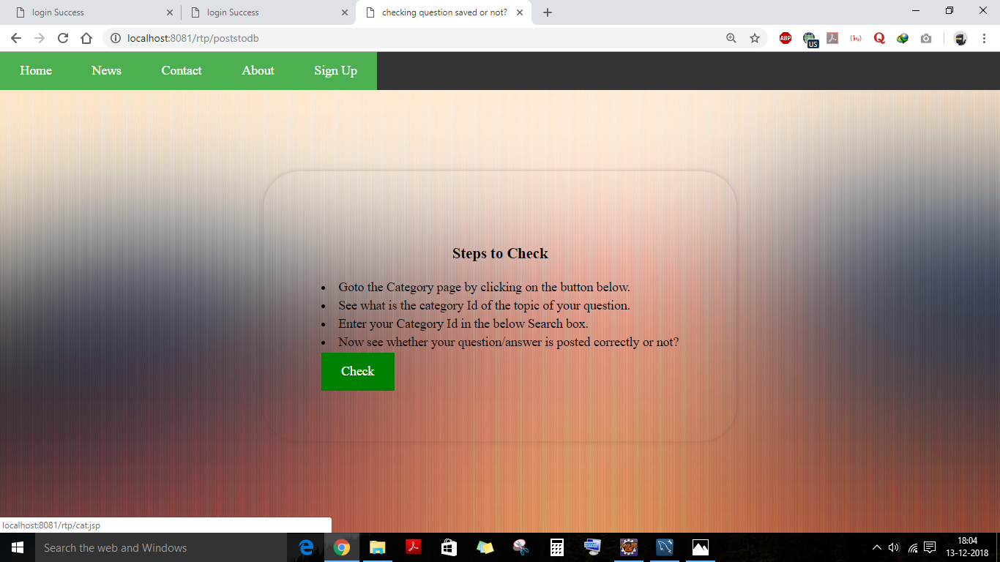 login Success
login Success
checking question saved or not?
localhost:8081/rtp/poststodb
ABP
US
Home
News
Contact
About
Sign Up
Steps to Check
Goto the Category page by clicking on the button below.
See what is the category Id of the topic of your question.
Enter your Category Id in the below Search box.
Now see whether your question/answer is posted correctly or not?
Check
localhost:8081/rtp/cat.jsp
Search the web and Windows
18:04
13-12-2018